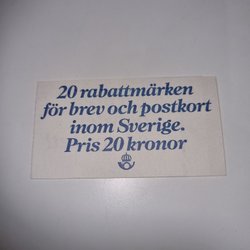 20 rabattmärken
för brev och postkort
inom Sverige.
Pris 20 kronor